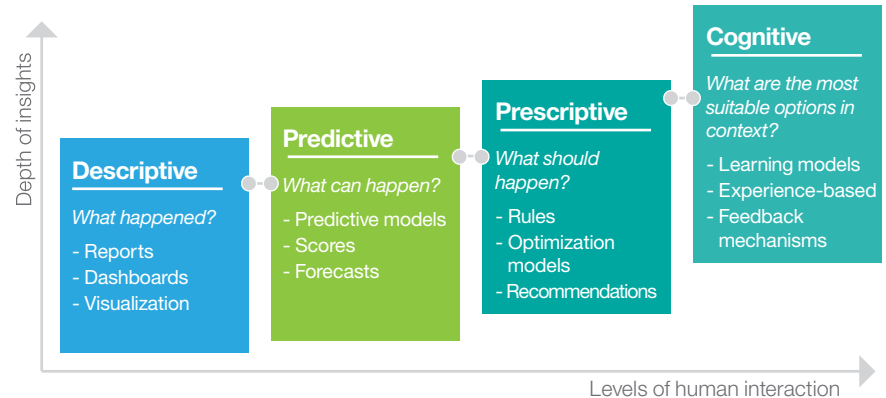 Depth of insights
Descriptive
What happened?
- Reports
- Dashboards
- Visualization
Predictive
What can happen?
- Predictive models
- Scores
- Forecasts
Prescriptive
What should
happen?
- Rules
- Optimization
models
- Recommendations
Cognitive
What are the most
suitable options in
context?
- Learning models
- Experience-based
- Feedback
mechanisms
Levels of human interaction